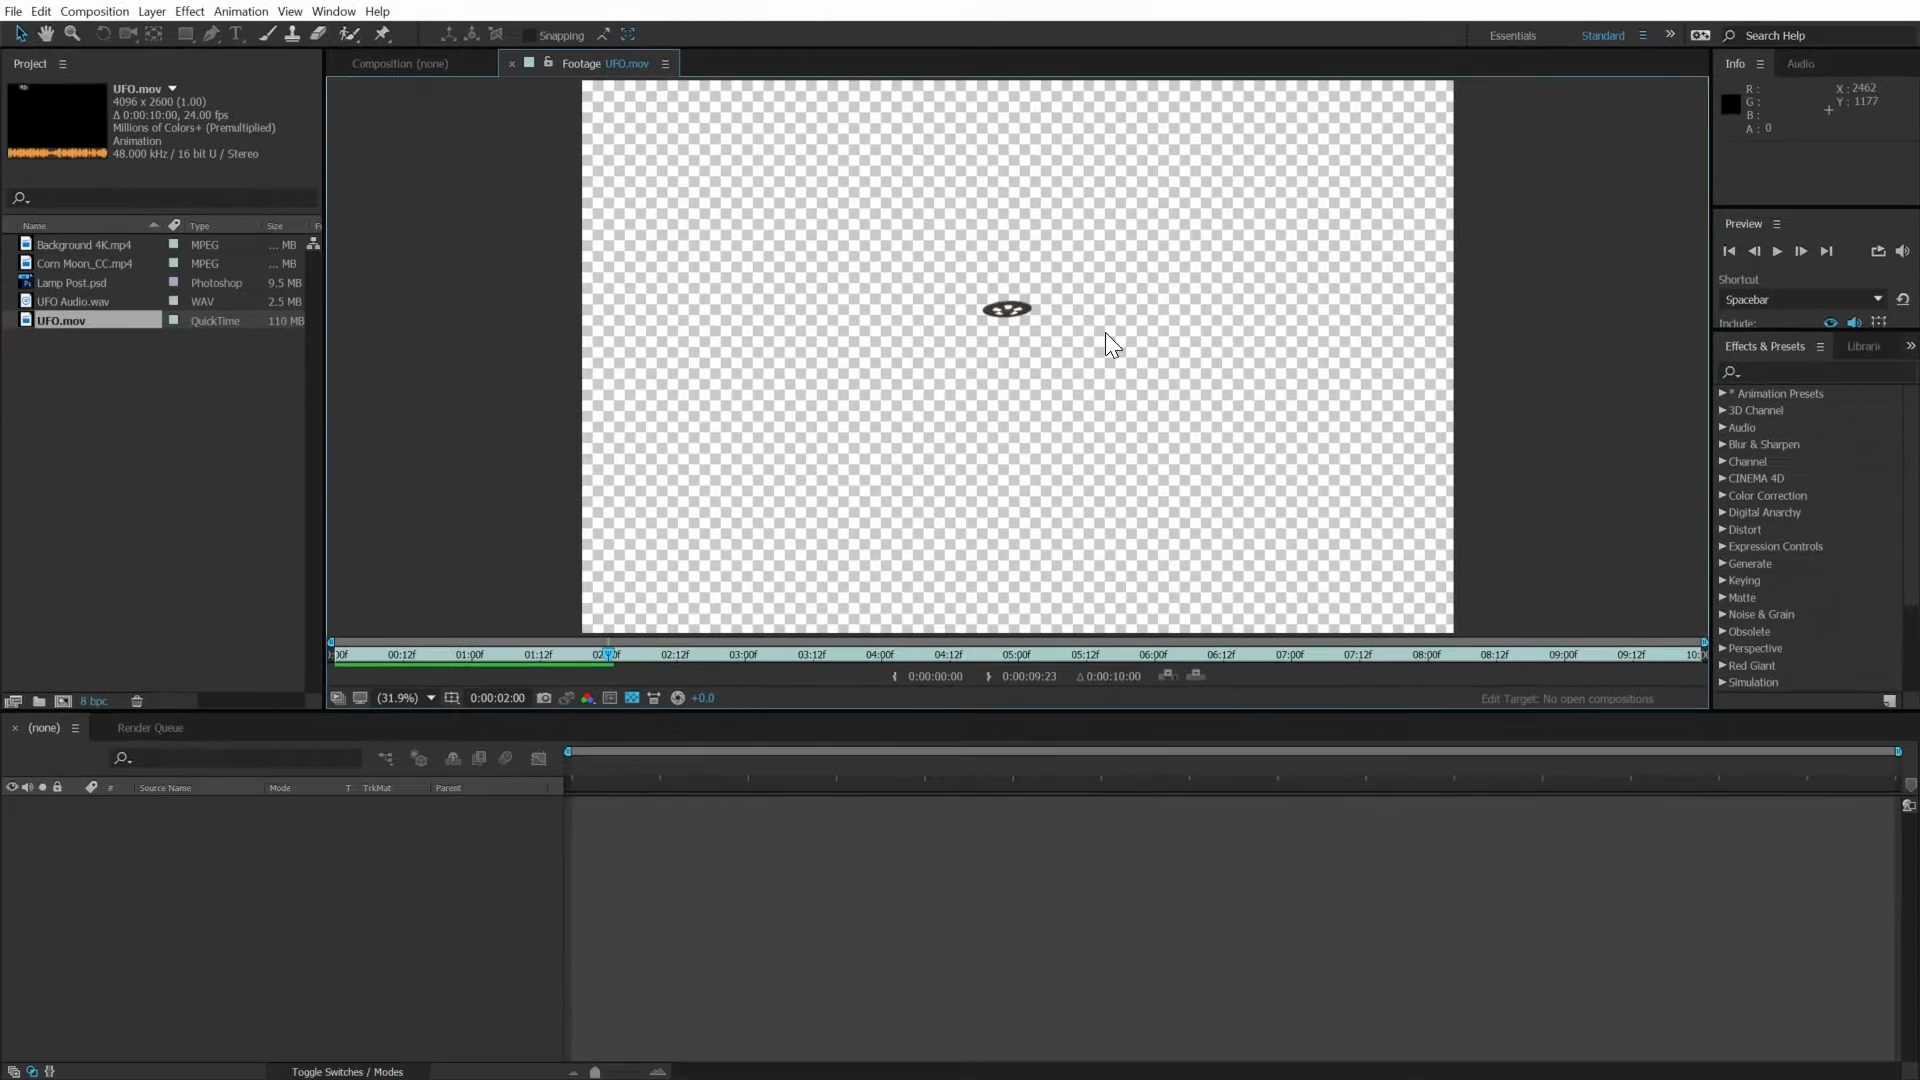 File Edit Composition Layer Effect Animation View Window Help
Snapping
Essentials Standard Search Help
Project
Composition (none)
Footage UFO.mov
Info Audio
UFO.mov
4096 x 2600 (1.00)
Δ 0:00:10:00, 24.00 fps
Millions of Colors+ (Premultiplied)
Animation
48.000 kHz / 16 bit U / Stereo
R : X : 2462
G : Y : 1177
B :
A : 0
Preview
Shortcut
Spacebar
Include:
Name Type Size F
Background 4K.mp4 MPEG ... MB
Corn Moon_CC.mp4 MPEG ... MB
Lamp Post.psd Photoshop 9.5 MB
UFO Audio.wav WAV 2.5 MB
UFO.mov QuickTime 110 MB
Effects & Presets Librari
* Animation Presets
3D Channel
Audio
Blur & Sharpen
Channel
CINEMA 4D
Color Correction
Digital Anarchy
Distort
Expression Controls
Generate
Keying
Matte
Noise & Grain
Obsolete
Perspective
Red Giant
Simulation
00f 00:12f 01:00f 01:12f 02:00f 02:12f 03:00f 03:12f 04:00f 04:12f 05:00f 05:12f 06:00f 06:12f 07:00f 07:12f 08:00f 08:12f 09:00f 09:12f 10:0
0:00:00:00 0:00:09:23 Δ 0:00:10:00
8 bpc
(31.9%) 0:00:02:00 +0.0 Edit Target: No open compositions
(none) Render Queue
# Source Name Mode T TrkMat Parent
Toggle Switches / Modes